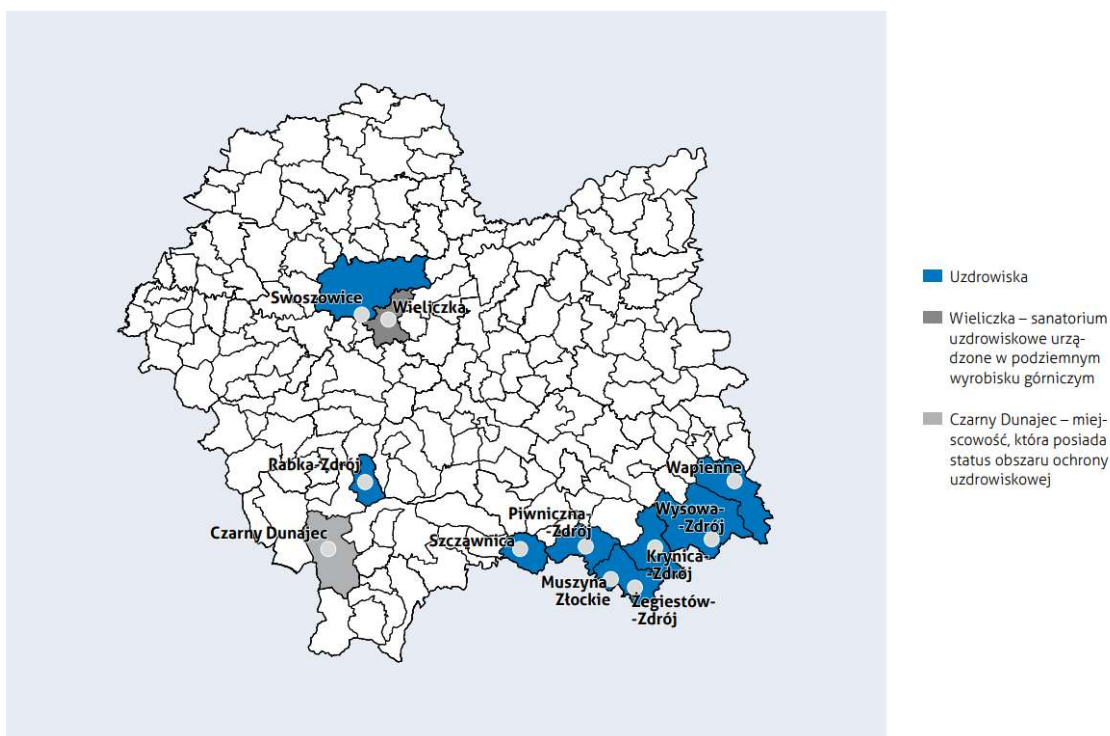 Swoszowice
Wieliczka
Rabka-Zdrój
Czarny Dunajec
Szczawnica
Piwniczna-
-Zdrój
Muszyna
Złockie
Żegiestów-
-Zdrój
Krynica-
-Zdrój
Wysowa-
-Zdrój
Wapienne
Uzdrowiska
Wieliczka – sanatorium
uzdrowiskowe urzą-
dzone w podziemnym
wyrobisku górniczym
Czarny Dunajec – miej-
scowość, która posiada
status obszaru ochrony
uzdrowiskowej